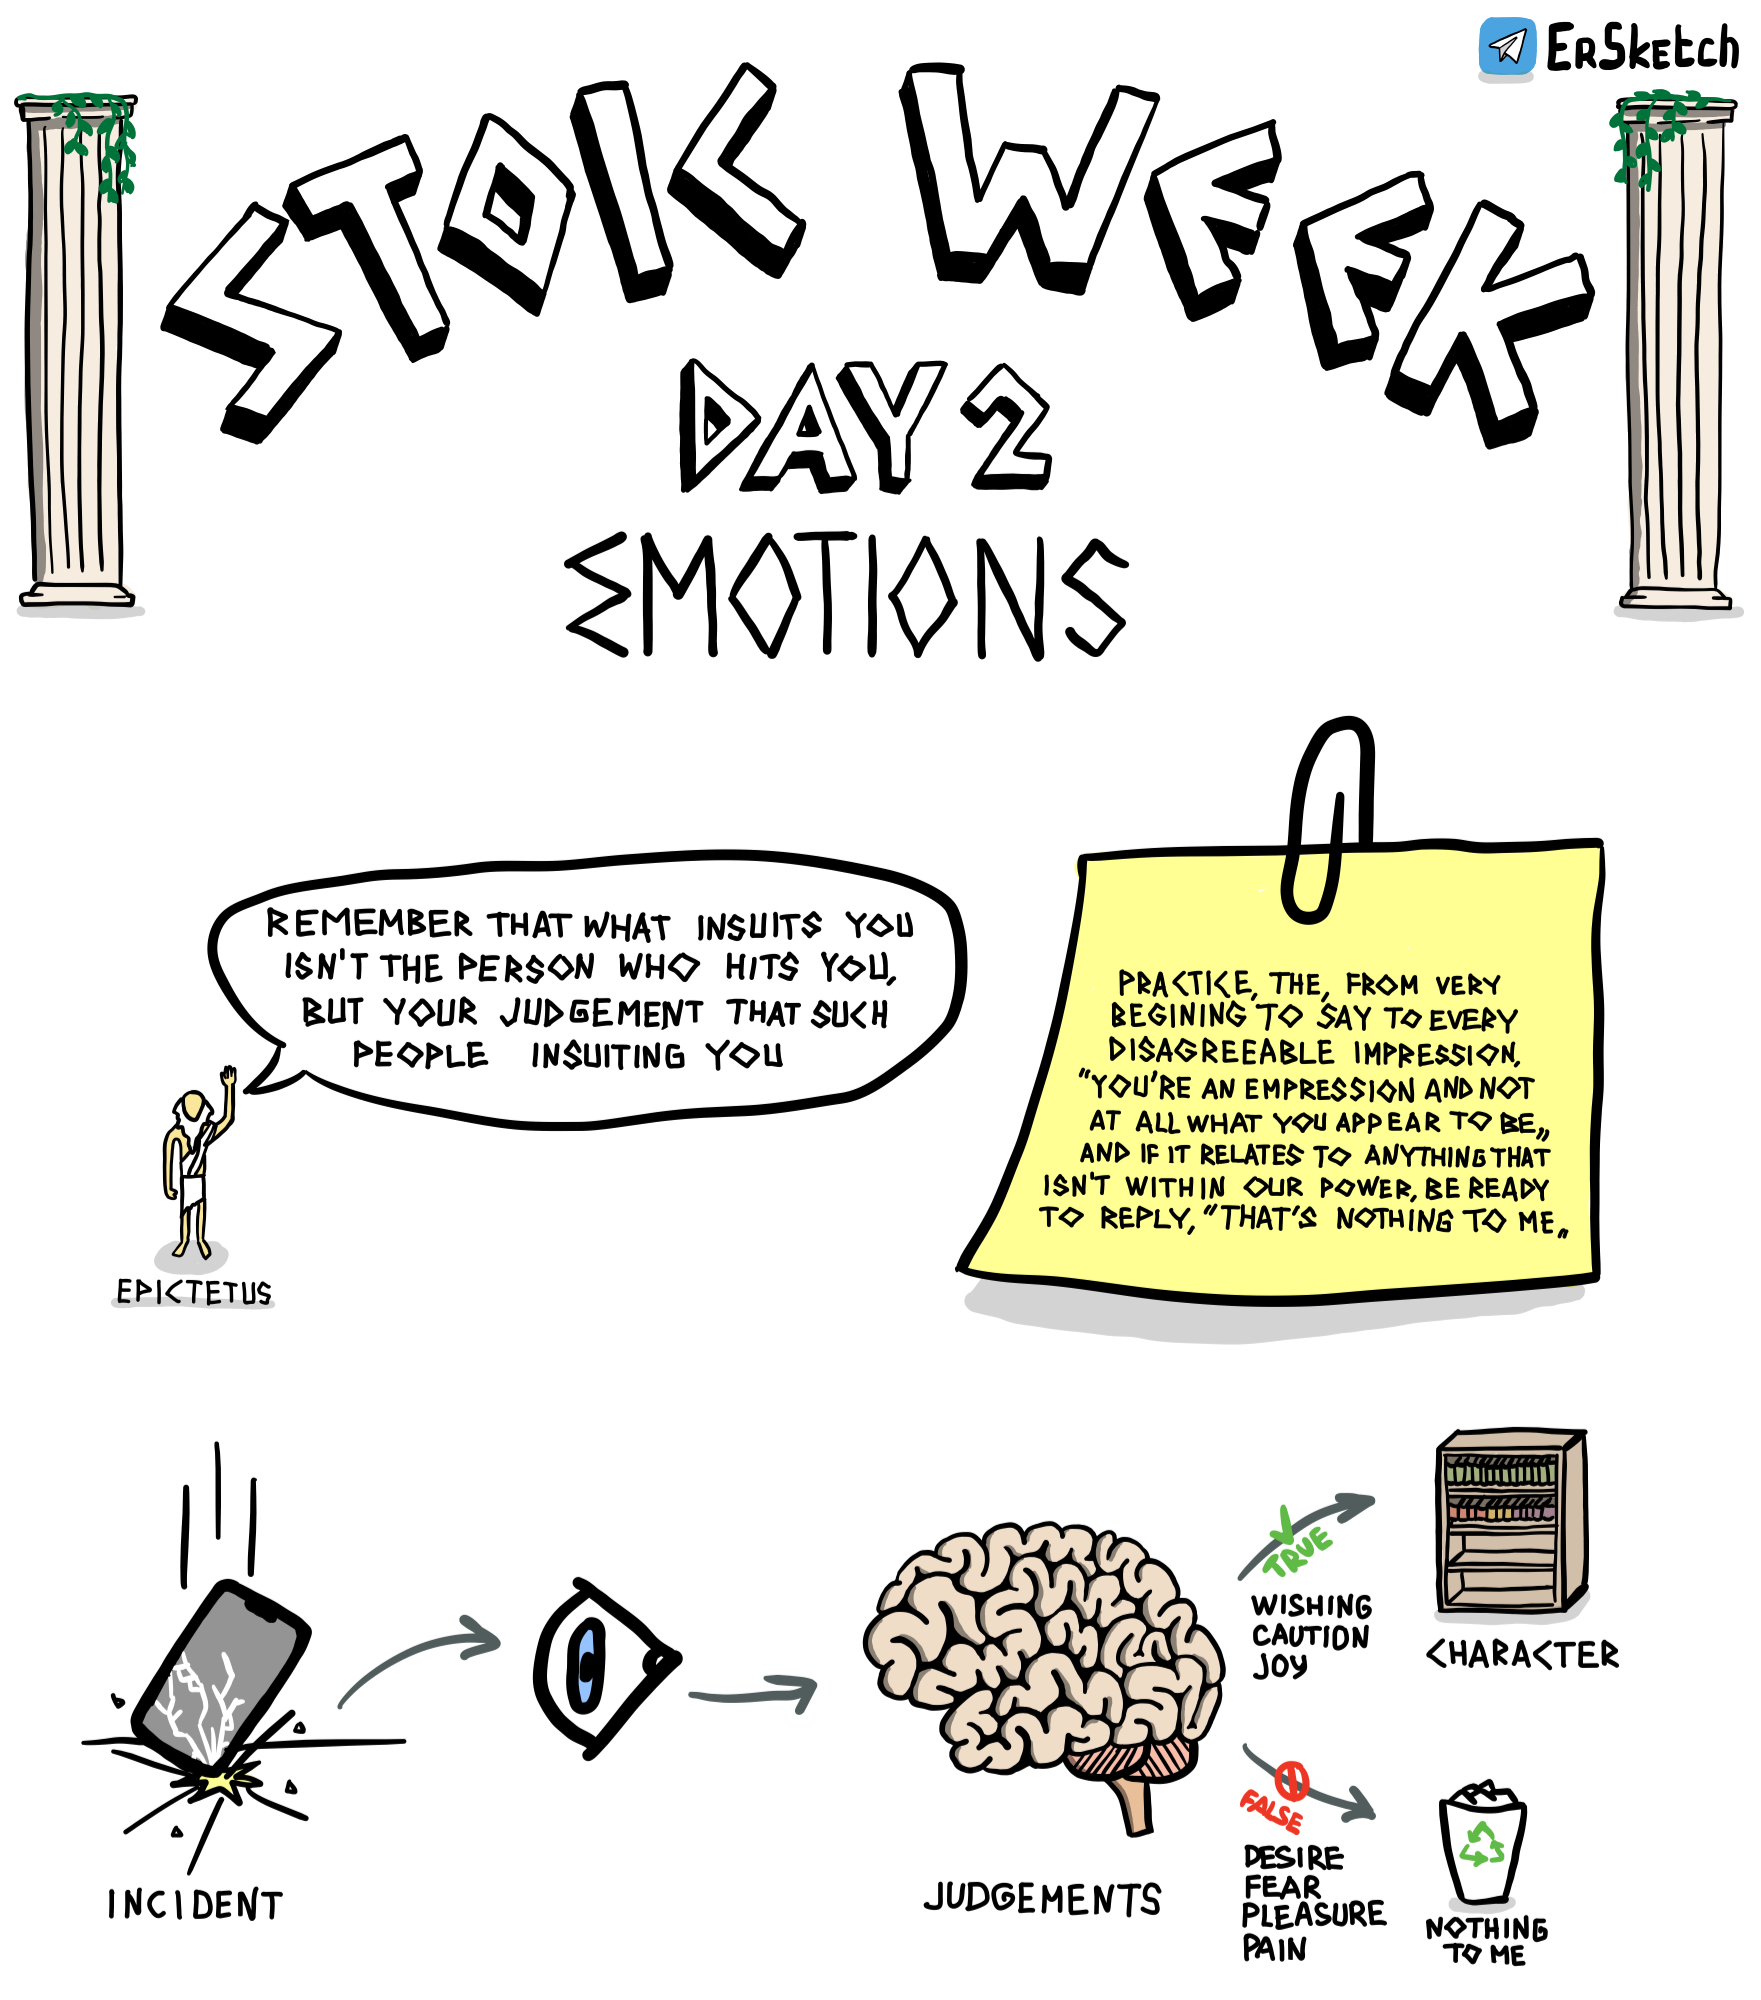 ErSketch
STOIC WEEK
DAY 2
EMOTIONS
REMEMBER THAT WHAT INSUITS YOU
ISN'T THE PERSON WHO HITS YOU,
BUT YOUR JUDGEMENT THAT SUCH
PEOPLE INSUITING YOU
EPICTETUS
PRACTICE, THE, FROM VERY
BEGINING TO SAY TO EVERY
DISAGREEABLE IMPRESSION,
"YOU'RE AN EMPRESSION AND NOT
AT ALL WHAT YOU APPEAR TO BE„
AND IF IT RELATES TO ANYTHING THAT
ISN'T WITHIN OUR POWER, BE READY
TO REPLY, "THAT'S NOTHING TO ME„
TRUE
WISHING
CAUTION
JOY
CHARACTER
FALSE
DESIRE
FEAR
PLEASURE
PAIN
INCIDENT
JUDGEMENTS
NOTHING
TO ME